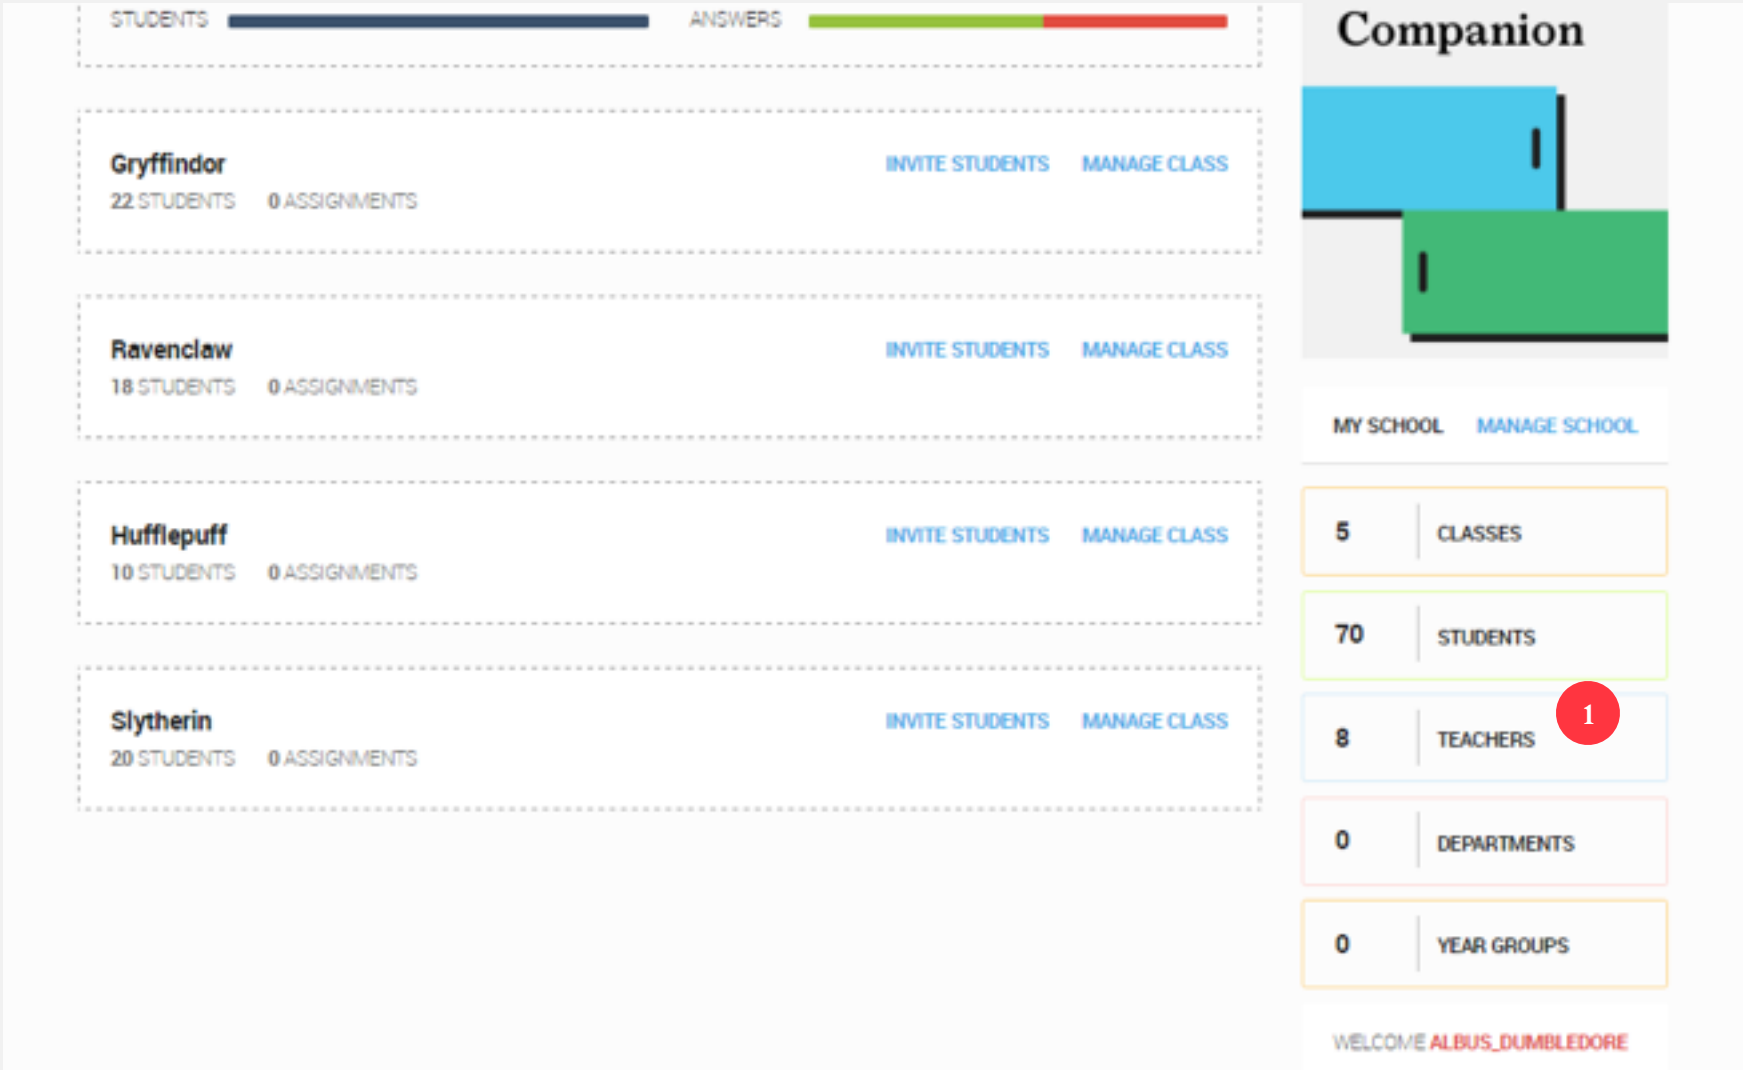 STUDENTS ANSWERS
Gryffindor INVITE STUDENTS MANAGE CLASS
22 STUDENTS 0 ASSIGNMENTS
Ravenclaw INVITE STUDENTS MANAGE CLASS
18 STUDENTS 0 ASSIGNMENTS
Hufflepuff INVITE STUDENTS MANAGE CLASS
10 STUDENTS 0 ASSIGNMENTS
Slytherin INVITE STUDENTS MANAGE CLASS
20 STUDENTS 0 ASSIGNMENTS
Companion
MY SCHOOL MANAGE SCHOOL
5 CLASSES
70 STUDENTS
1
8 TEACHERS
0 DEPARTMENTS
0 YEAR GROUPS
WELCOME ALBUS_DUMBLEDORE